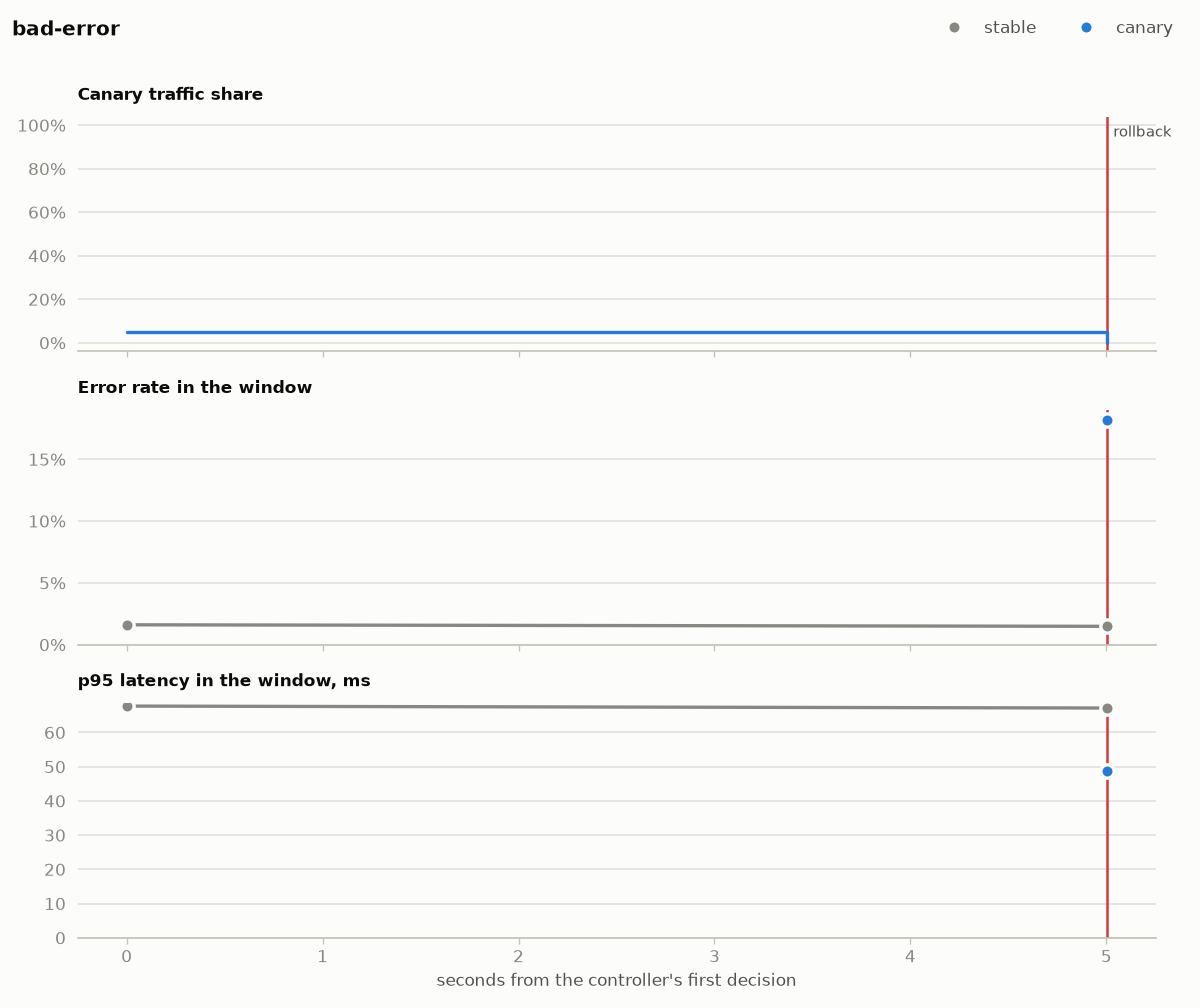 bad-error
stable canary
Canary traffic share
100%
rollback
80%
60%
40%
20%
0%
Error rate in the window
15%
10%
5%
0%
p95 latency in the window, ms
60
50
40
30
20
10
0
0 1 2 3 4 5
seconds from the controller's first decision